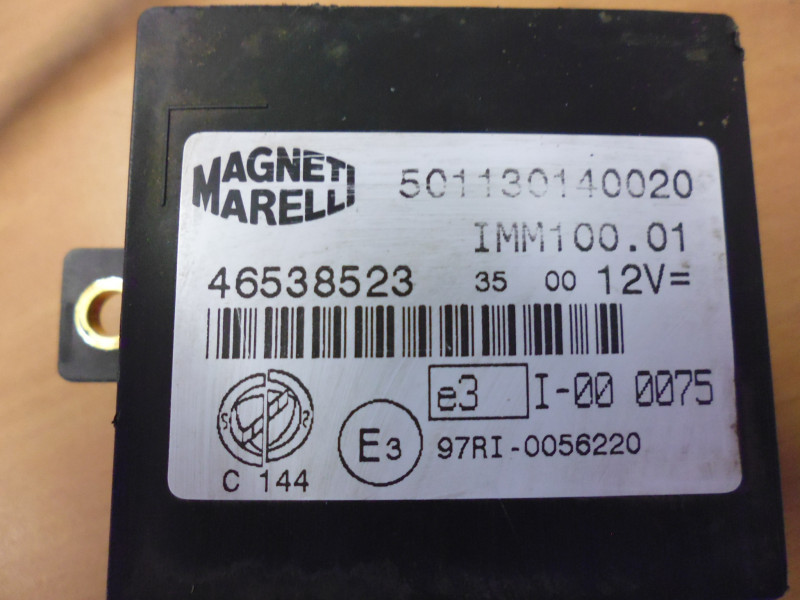 MAGNETI MARELLI 501130140020
IMM100.01
46538523 35 00 12V=
e3 I-00 0075
E3 97RI-0056220
C 144